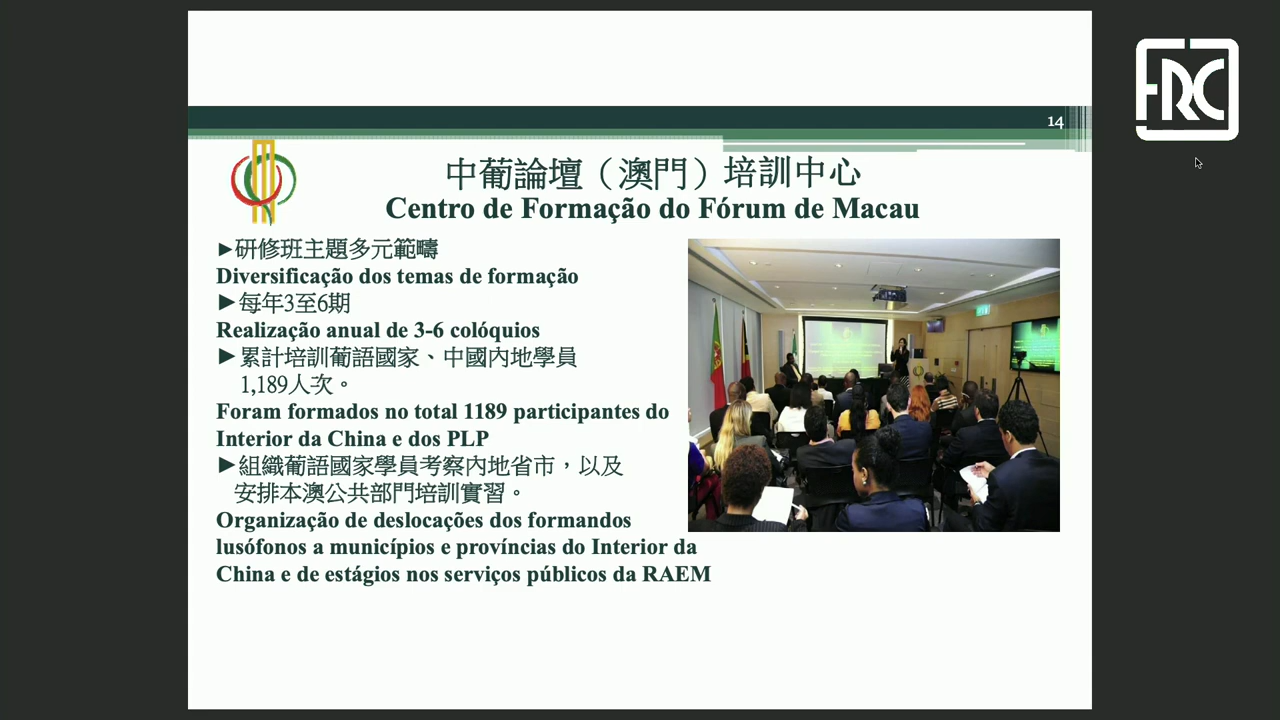 FRC
14
中葡論壇（澳門）培訓中心
Centro de Formação do Fórum de Macau
►研修班主題多元範疇
Diversificação dos temas de formação
►每年3至6期
Realização anual de 3-6 colóquios
►累計培訓葡語國家、中國內地學員
1,189人次。
Foram formados no total 1189 participantes do
Interior da China e dos PLP
►組織葡語國家學員考察內地省市，以及
安排本澳公共部門培訓實習。
Organização de deslocações dos formandos
lusófonos a municípios e províncias do Interior da
China e de estágios nos serviços públicos da RAEM